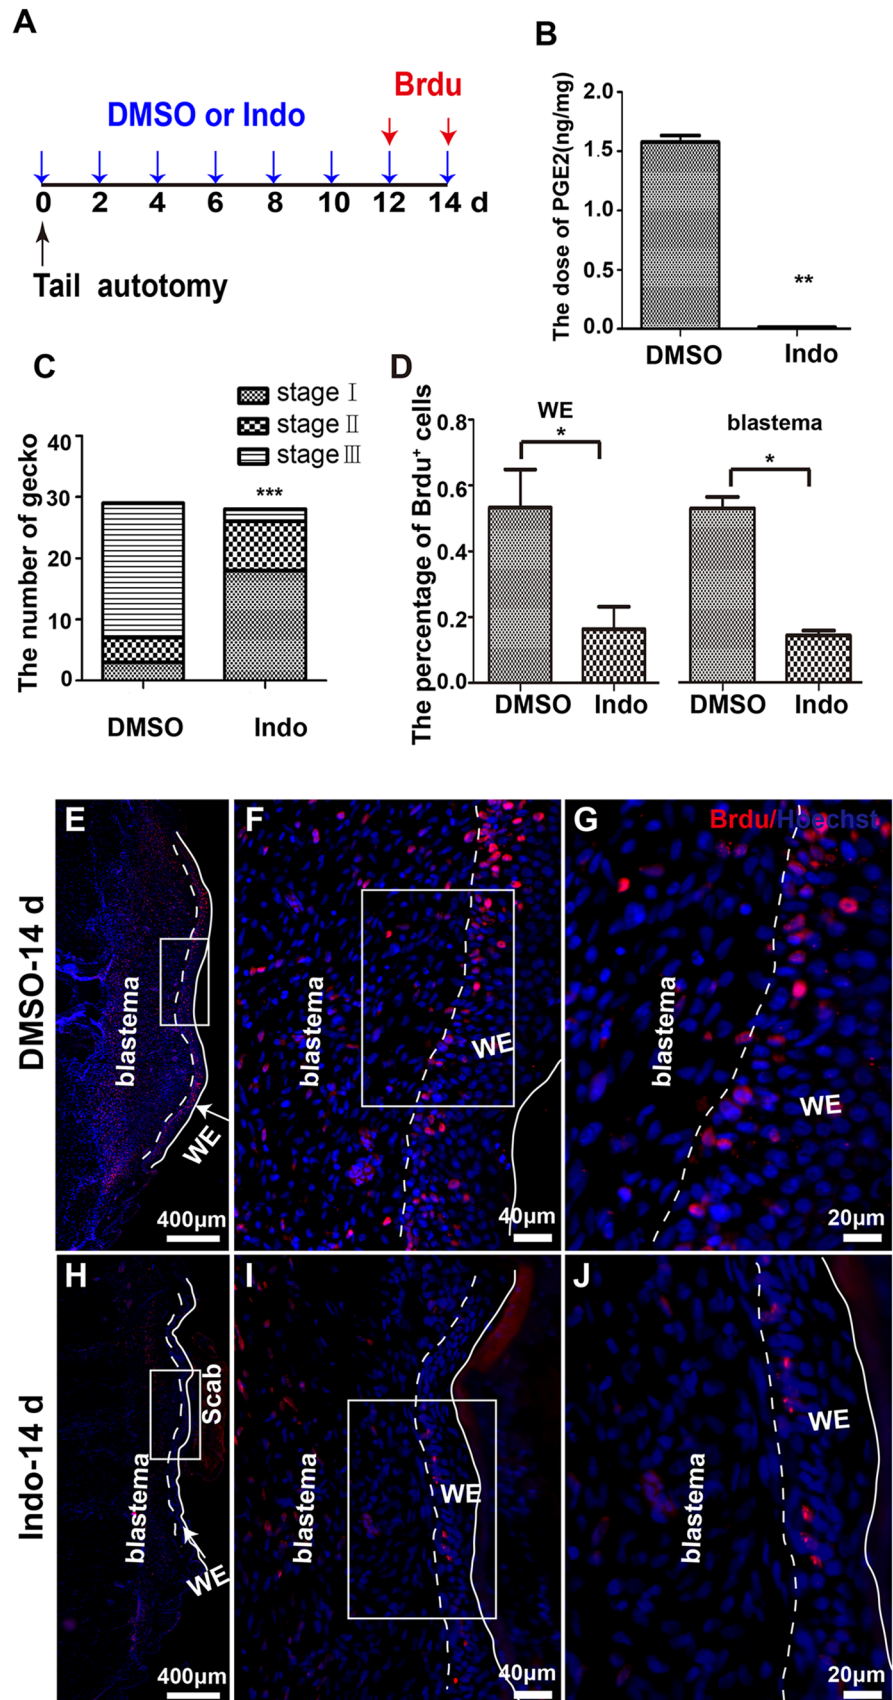 A
Brdu
DMSO or Indo
0 2 4 6 8 10 12 14 d
Tail autotomy
B
The dose of PGE2(ng/mg)
2.0
1.5
1.0
0.5
0.0
**
DMSO Indo
C
stage Ⅰ
stage Ⅱ
stage Ⅲ
The number of gecko
40
30
20
10
0
***
DMSO Indo
D
The percentage of Brdu+ cells
0.8
0.6
0.4
0.2
0.0
WE
*
blastema
*
DMSO Indo DMSO Indo
DMSO-14 d
E
blastema
WE
400μm
F
blastema
WE
40μm
G
Brdu/Hoechst
blastema
WE
20μm
Indo-14 d
H
Scab
blastema
WE
400μm
I
blastema
WE
40μm
J
blastema
WE
20μm